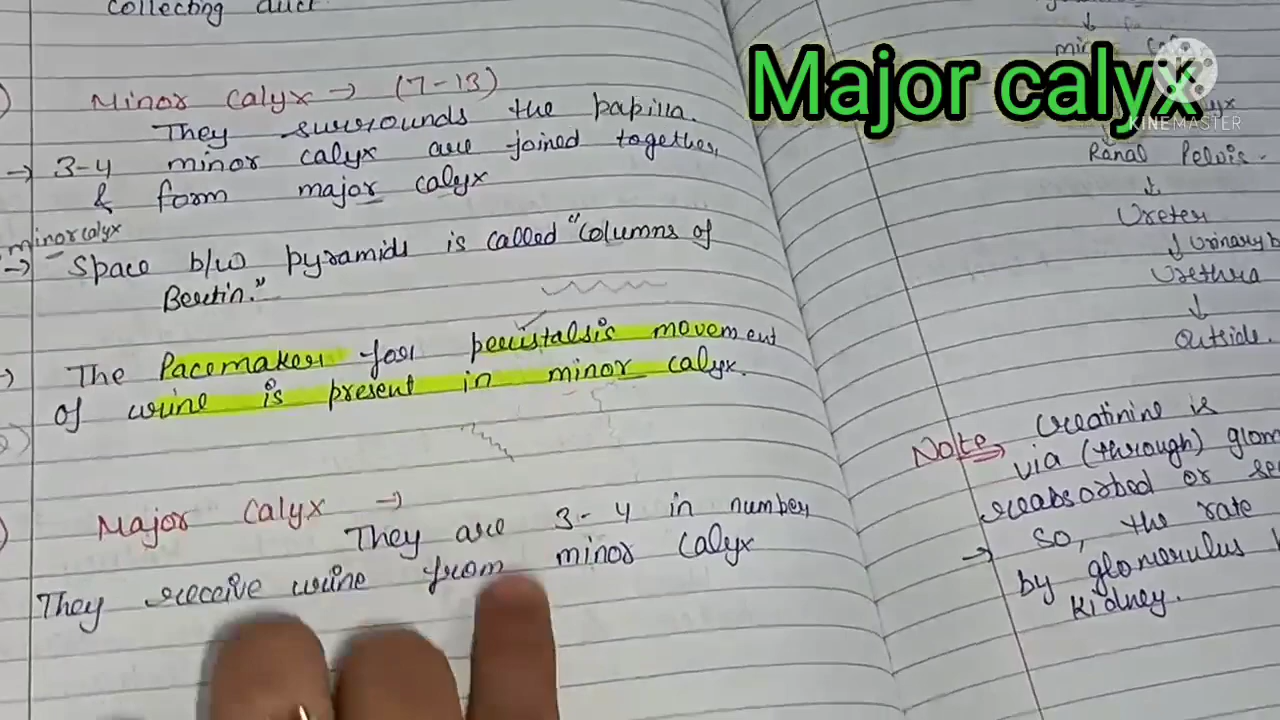 collecting duct
Minor Calyx → (7-13)
They surrounds the papilla.
→ 3-4 minor calyx are joined together,
& form major calyx
minor calyx
→ Space b/w pyramids is called "Columns of
Bertin."
→ The Pacemaker for peristalsis movement
of urine is present in minor calyx.
Major Calyx →
They are 3-4 in number,
They receive urine from minor Calyx
Major calyx
KINEMASTER
↓
Renal Pelvis.
↓
Ureter
↓ Urinary b
Urethra
↓
Outside.
Note Creatinine is
via (through) glom
reabsorbed or se
→ So, the rate
by glomerulus
Kidney.